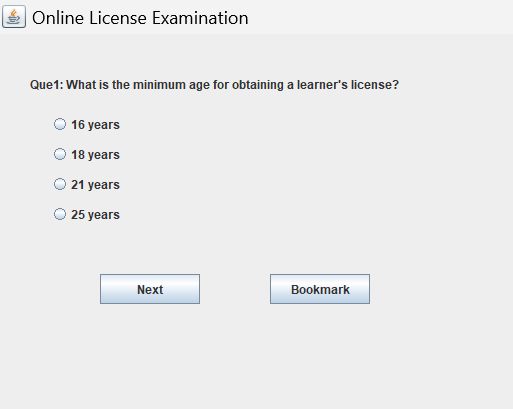 Online License Examination
Que1: What is the minimum age for obtaining a learner's license?
16 years
18 years
21 years
25 years
Next
Bookmark